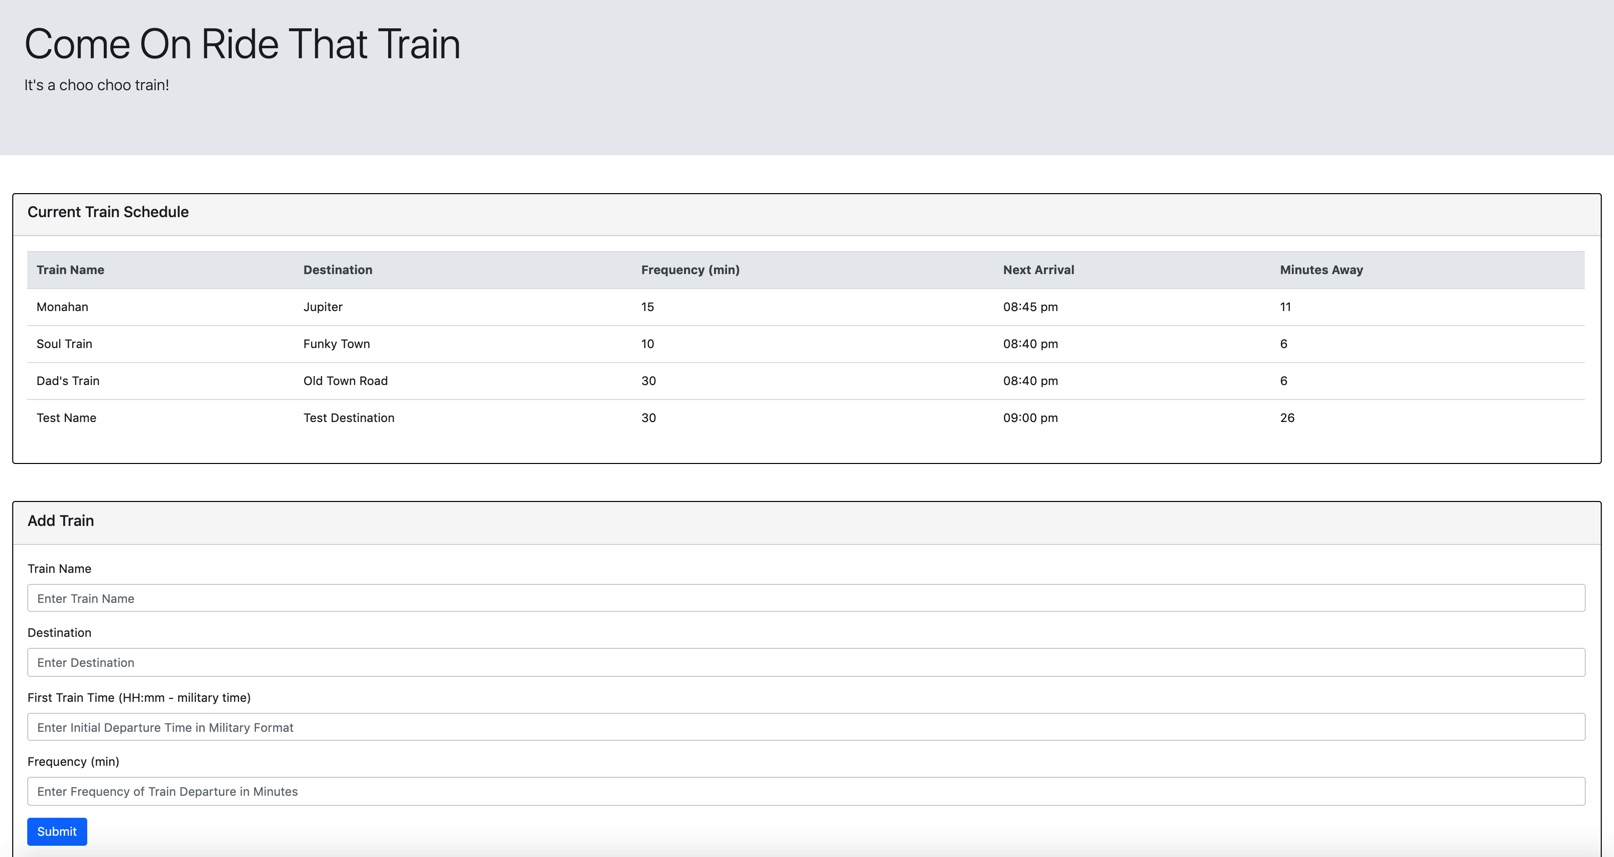 Come On Ride That Train
It's a choo choo train!
Current Train Schedule
Train Name Destination Frequency (min) Next Arrival Minutes Away
Monahan Jupiter 15 08:45 pm 11
Soul Train Funky Town 10 08:40 pm 6
Dad's Train Old Town Road 30 08:40 pm 6
Test Name Test Destination 30 09:00 pm 26
Add Train
Train Name
Enter Train Name
Destination
Enter Destination
First Train Time (HH:mm - military time)
Enter Initial Departure Time in Military Format
Frequency (min)
Enter Frequency of Train Departure in Minutes
Submit